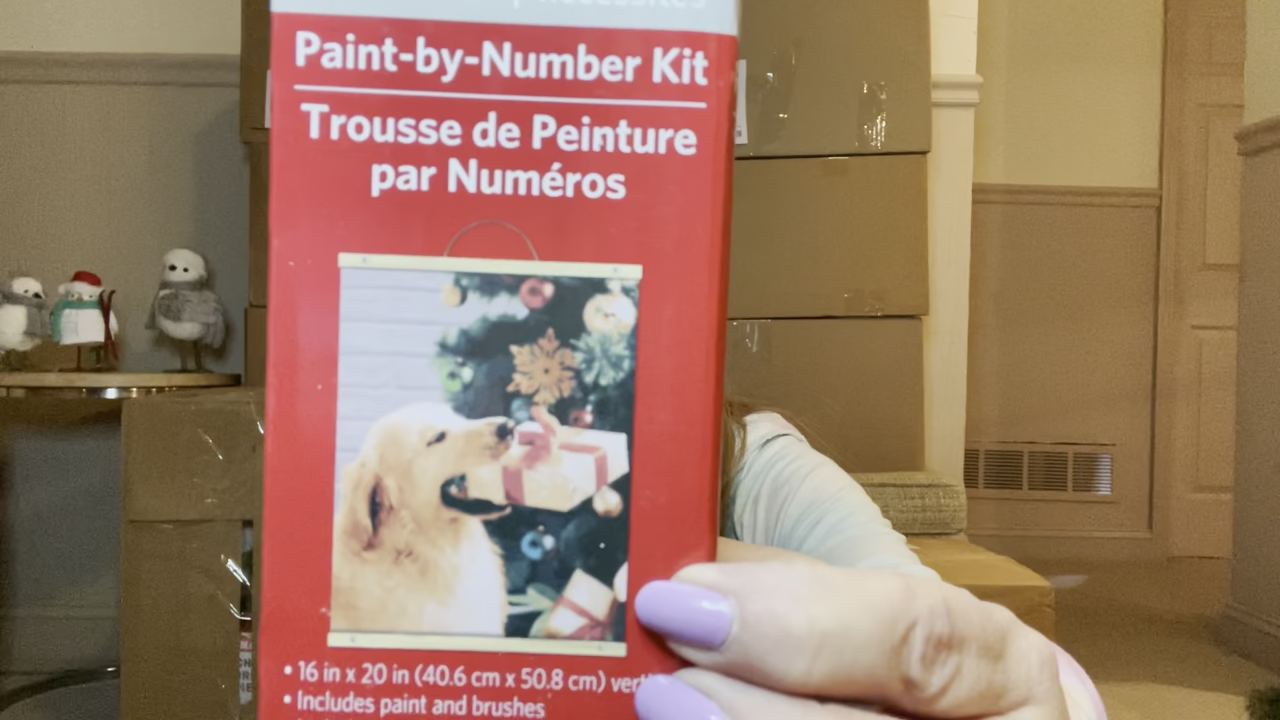 Paint-by-Number Kit
Trousse de Peinture
par Numéros
• 16 in x 20 in (40.6 cm x 50.8 cm)
• Includes paint and brushes